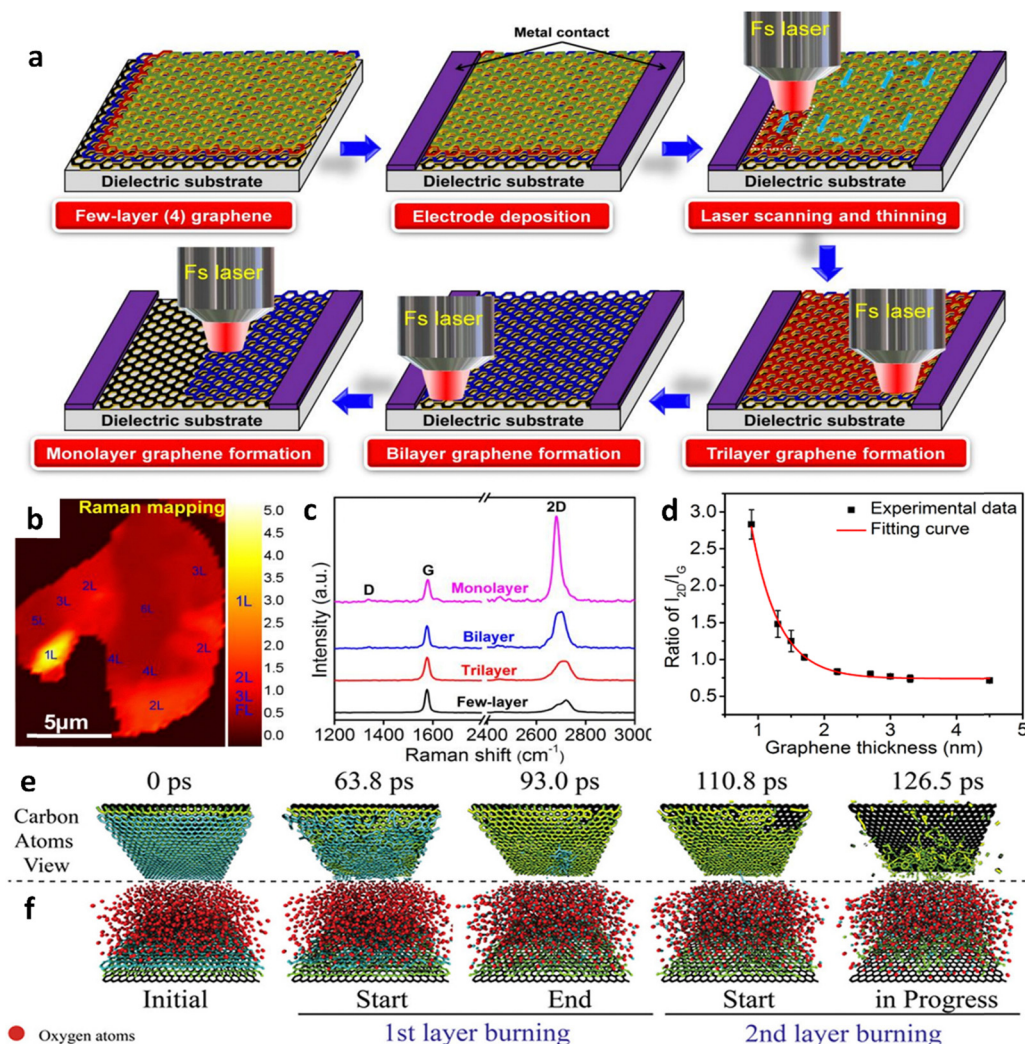 a
Metal contact
Fs laser
Dielectric substrate
Dielectric substrate
Dielectric substrate
Few-layer (4) graphene
Electrode deposition
Laser scanning and thinning
Fs laser
Fs laser
Fs laser
Dielectric substrate
Dielectric substrate
Dielectric substrate
Monolayer graphene formation
Bilayer graphene formation
Trilayer graphene formation
b
Raman mapping
2L
3L
3L
5L
6L
1L
4L
4L
2L
2L
5μm
5.0
4.5
4.0
3.5
3.0
2.5
2.0
1.5
1.0
0.5
0.0
1L
2L
3L
FL
c
2D
D
G
Monolayer
Bilayer
Trilayer
Few-layer
Intensity (a.u.)
1200 1400 1600 2400 2600 2800 3000
Raman shift (cm⁻¹)
d
Experimental data
Fitting curve
Ratio of I₂D/IG
3.0
2.5
2.0
1.5
1.0
0.5
0 1 2 3 4 5
Graphene thickness (nm)
e
0 ps 63.8 ps 93.0 ps 110.8 ps 126.5 ps
Carbon
Atoms
View
f
Initial Start End Start in Progress
Oxygen atoms
1st layer burning 2nd layer burning